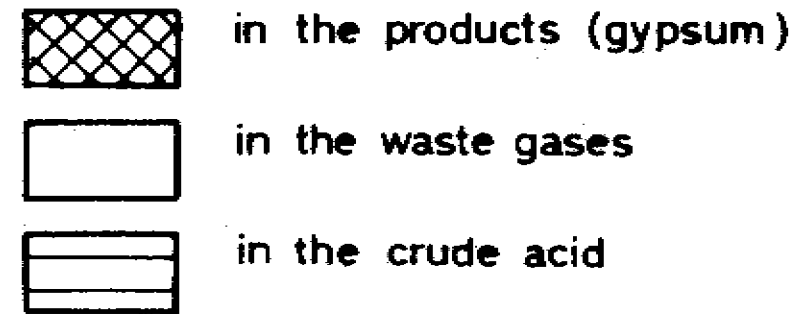 in the products (gypsum)
in the waste gases
in the crude acid